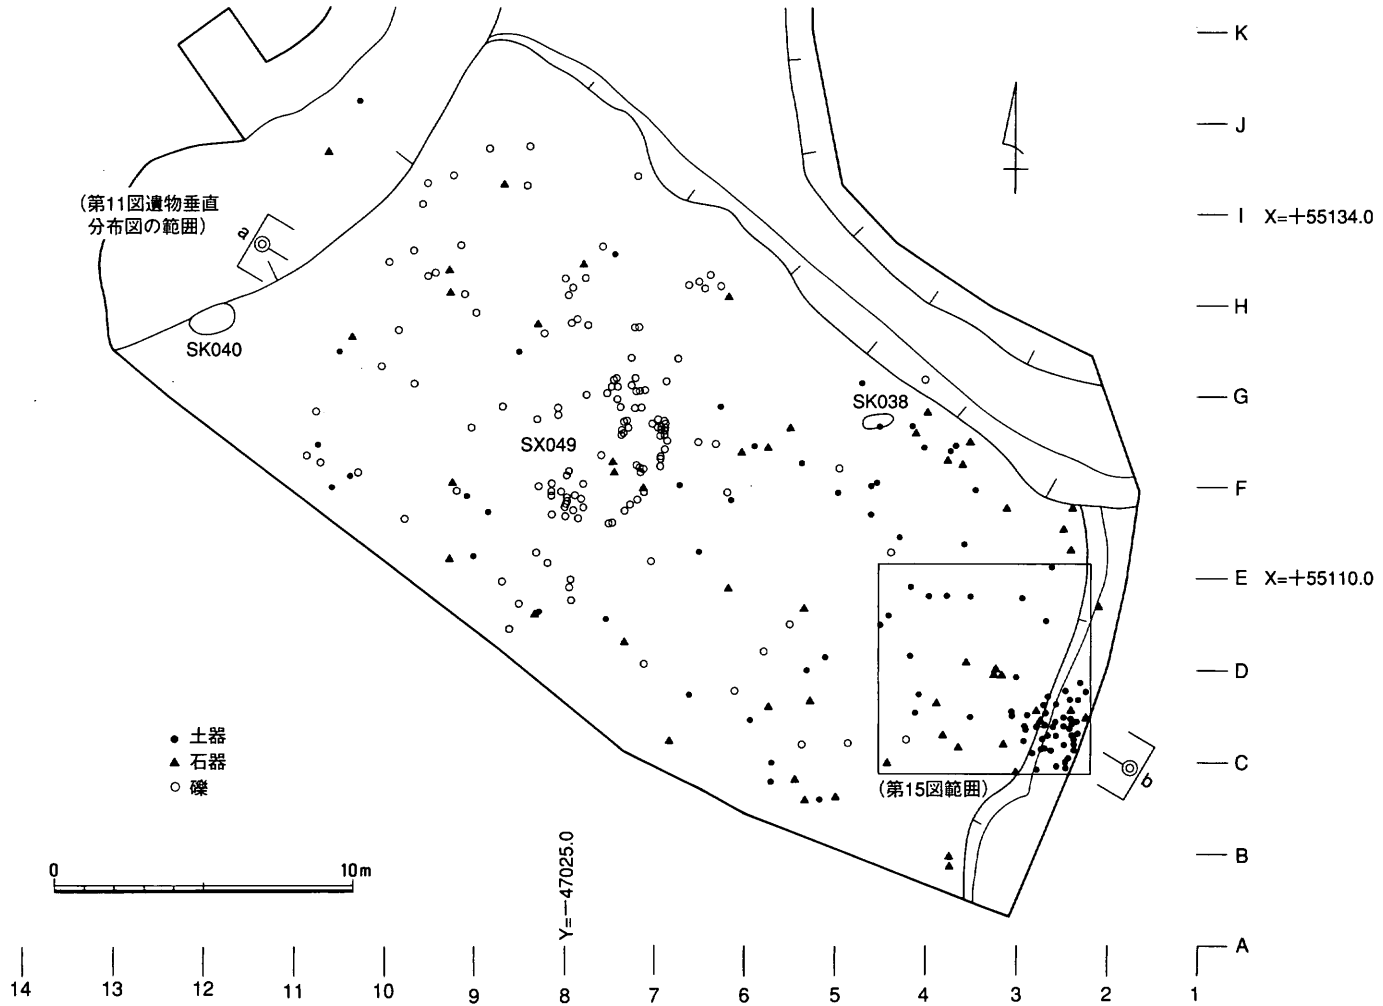 K
J
(第11図遺物垂直
分布図の範囲)
a
I X=+55134.0
H
SK040
G
SK038
SX049
F
E X=+55110.0
D
● 土器
▲ 石器
○ 礫
C
(第15図範囲)
b
B
0 10m
Y=-47025.0
A
14 13 12 11 10 9 8 7 6 5 4 3 2 1